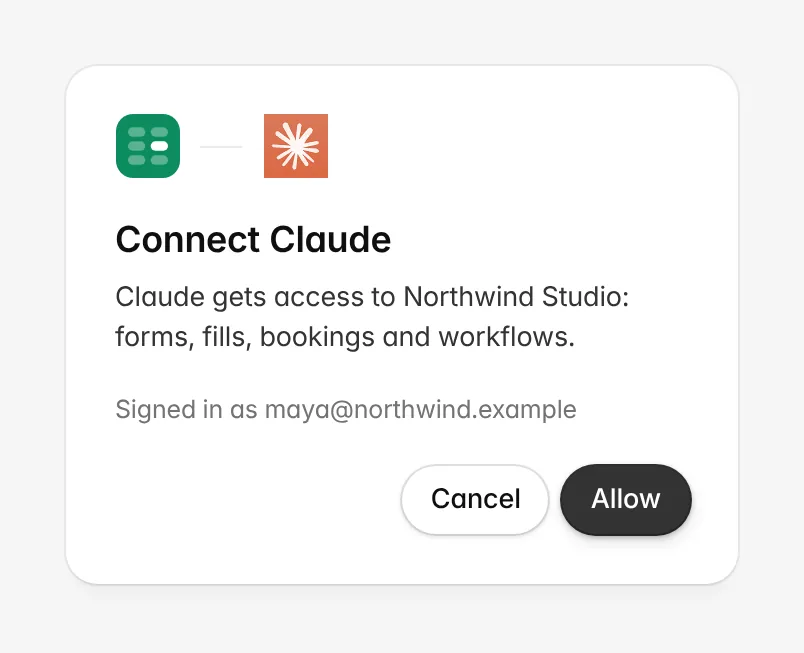 Connect Claude
Claude gets access to Northwind Studio:
forms, fills, bookings and workflows.
Signed in as maya@northwind.example
Cancel
Allow